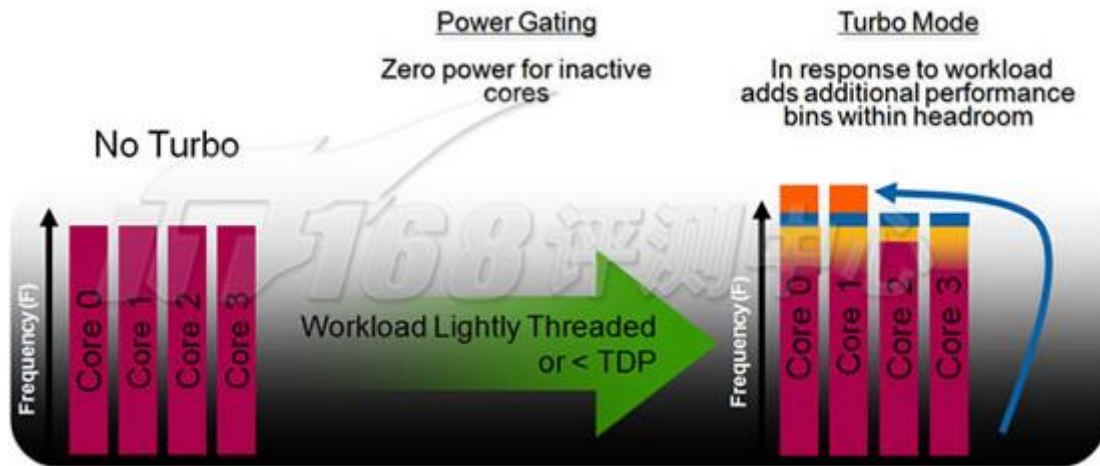 Power Gating
Zero power for inactive
cores
Turbo Mode
In response to workload
adds additional performance
bins within headroom
No Turbo
IT168评测中心
Frequency(F)
Core 0
Core 1
Core 2
Core 3
Workload Lightly Threaded
or < TDP
Frequency(F)
Core 0
Core 1
Core 2
Core 3